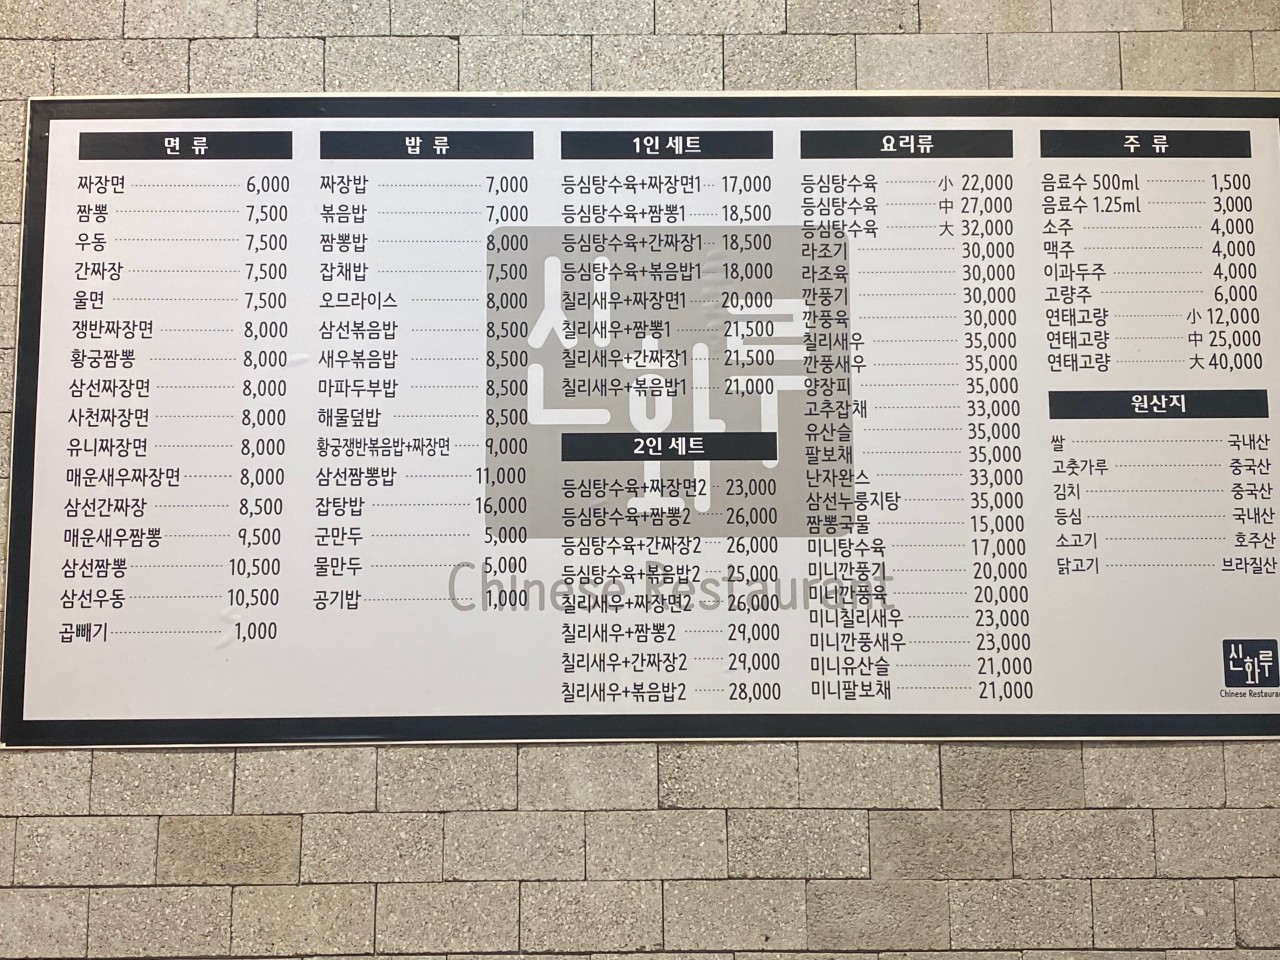 면 류
짜장면 6,000
짬뽕 7,500
우동 7,500
간짜장 7,500
울면 7,500
쟁반짜장면 8,000
황궁짬뽕 8,000
삼선짜장면 8,000
사천짜장면 8,000
유니짜장면 8,000
매운새우짜장면 8,000
삼선간짜장 8,500
매운새우짬뽕 9,500
삼선짬뽕 10,500
삼선우동 10,500
곱빼기 1,000
밥 류
짜장밥 7,000
볶음밥 7,000
짬뽕밥 8,000
잡채밥 7,500
오므라이스 8,000
삼선볶음밥 8,500
새우볶음밥 8,500
마파두부밥 8,500
해물덮밥 8,500
황궁쟁반볶음밥+짜장면 9,000
삼선짬뽕밥 11,000
잡탕밥 16,000
군만두 5,000
물만두 5,000
공기밥 1,000
1인 세트
등심탕수육+짜장면1 17,000
등심탕수육+짬뽕1 18,500
등심탕수육+간짜장1 18,500
등심탕수육+볶음밥1 18,000
칠리새우+짜장면1 20,000
칠리새우+짬뽕1 21,500
칠리새우+간짜장1 21,500
칠리새우+볶음밥1 21,000
2인 세트
등심탕수육+짜장면2 23,000
등심탕수육+짬뽕2 26,000
등심탕수육+간짜장2 26,000
등심탕수육+볶음밥2 25,000
칠리새우+짜장면2 26,000
칠리새우+짬뽕2 29,000
칠리새우+간짜장2 29,000
칠리새우+볶음밥2 28,000
요리류
등심탕수육 小 22,000
등심탕수육 中 27,000
등심탕수육 大 32,000
라조기 30,000
라조육 30,000
깐풍기 30,000
깐풍육 30,000
칠리새우 35,000
깐풍새우 35,000
양장피 35,000
고추잡채 33,000
유산슬 35,000
팔보채 35,000
난자완스 33,000
삼선누룽지탕 35,000
짬뽕국물 15,000
미니탕수육 17,000
미니깐풍기 20,000
미니깐풍육 20,000
미니칠리새우 23,000
미니깐풍새우 23,000
미니유산슬 21,000
미니팔보채 21,000
주 류
음료수 500ml 1,500
음료수 1.25ml 3,000
소주 4,000
맥주 4,000
이과두주 4,000
고량주 6,000
연태고량 小 12,000
연태고량 中 25,000
연태고량 大 40,000
원산지
쌀 국내산
고춧가루 중국산
김치 중국산
등심 국내산
소고기 호주산
닭고기 브라질산
신화루
Chinese Restaurant
신화루
Chinese Restaura